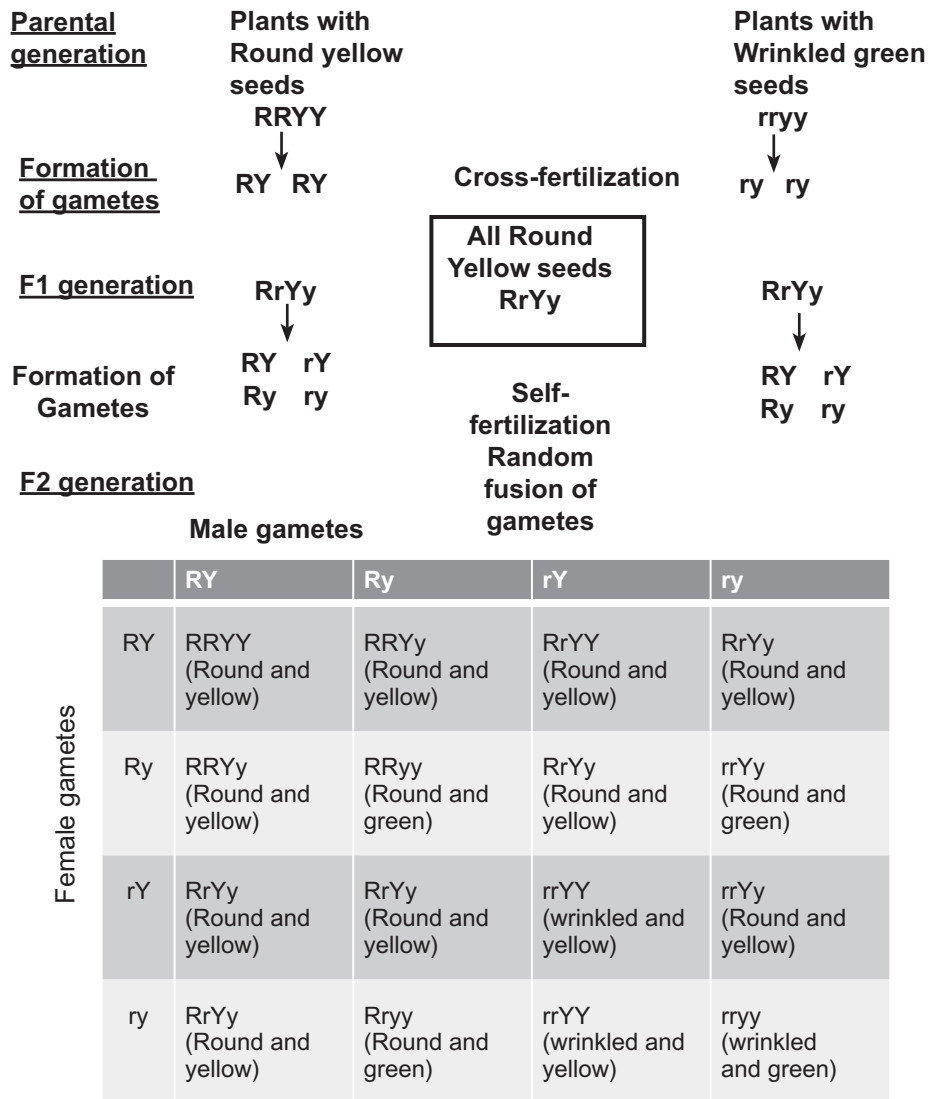 Parental
generation
Plants with
Round yellow
seeds
RRYY
Plants with
Wrinkled green
seeds
rryy
Formation
of gametes
RY RY
Cross-fertilization
ry ry
All Round
Yellow seeds
RrYy
F1 generation
RrYy
RrYy
Formation of
Gametes
RY rY
Ry ry
Self-
fertilization
Random
fusion of
gametes
RY rY
Ry ry
F2 generation
Male gametes
Female gametes
RY Ry rY ry
RY
RRYY
(Round and
yellow)
RRYy
(Round and
yellow)
RrYY
(Round and
yellow)
RrYy
(Round and
yellow)
Ry
RRYy
(Round and
yellow)
RRyy
(Round and
green)
RrYy
(Round and
yellow)
rrYy
(Round and
green)
rY
RrYy
(Round and
yellow)
RrYy
(Round and
yellow)
rrYY
(wrinkled and
yellow)
rrYy
(Round and
yellow)
ry
RrYy
(Round and
yellow)
Rryy
(Round and
green)
rrYY
(wrinkled and
yellow)
rryy
(wrinkled
and green)